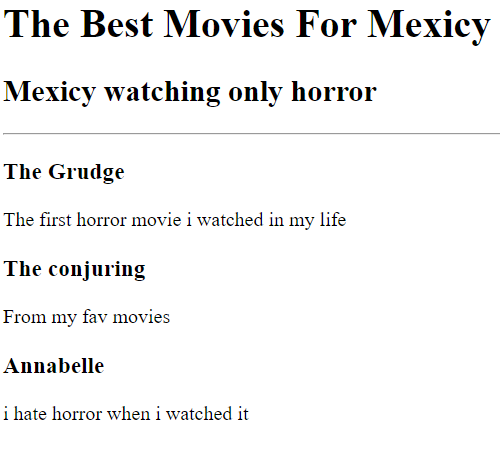 The Best Movies For Mexicy
Mexicy watching only horror
The Grudge
The first horror movie i watched in my life
The conjuring
From my fav movies
Annabelle
i hate horror when i watched it